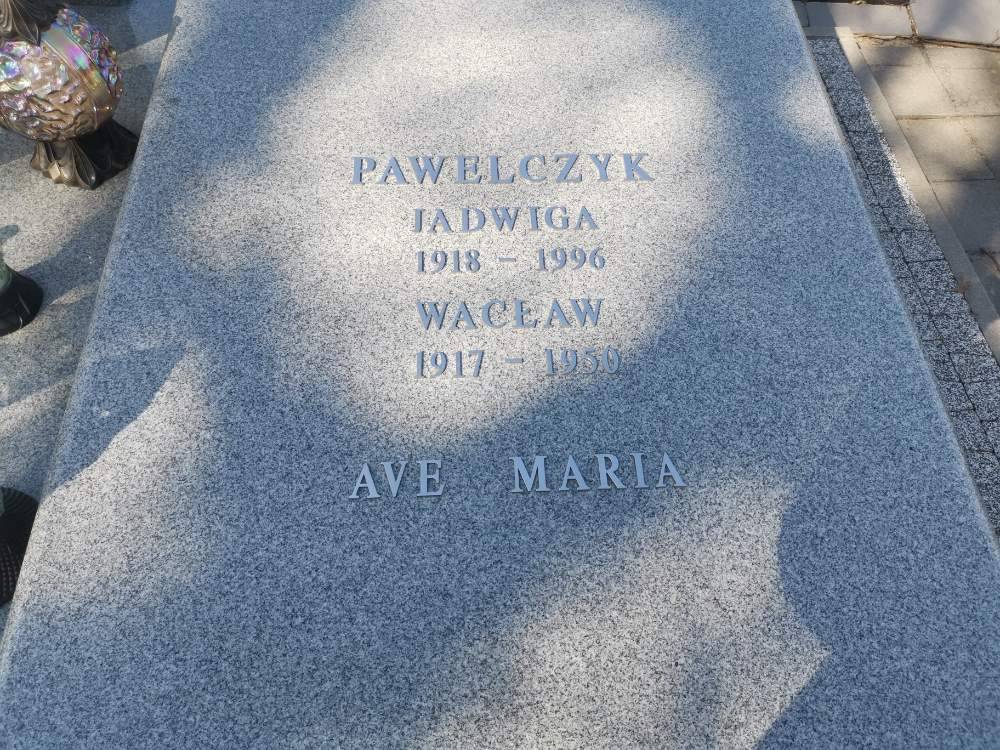 PAWELCZYK
JADWIGA
1918 - 1996
WACŁAW
1917 - 1950
AVE MARIA